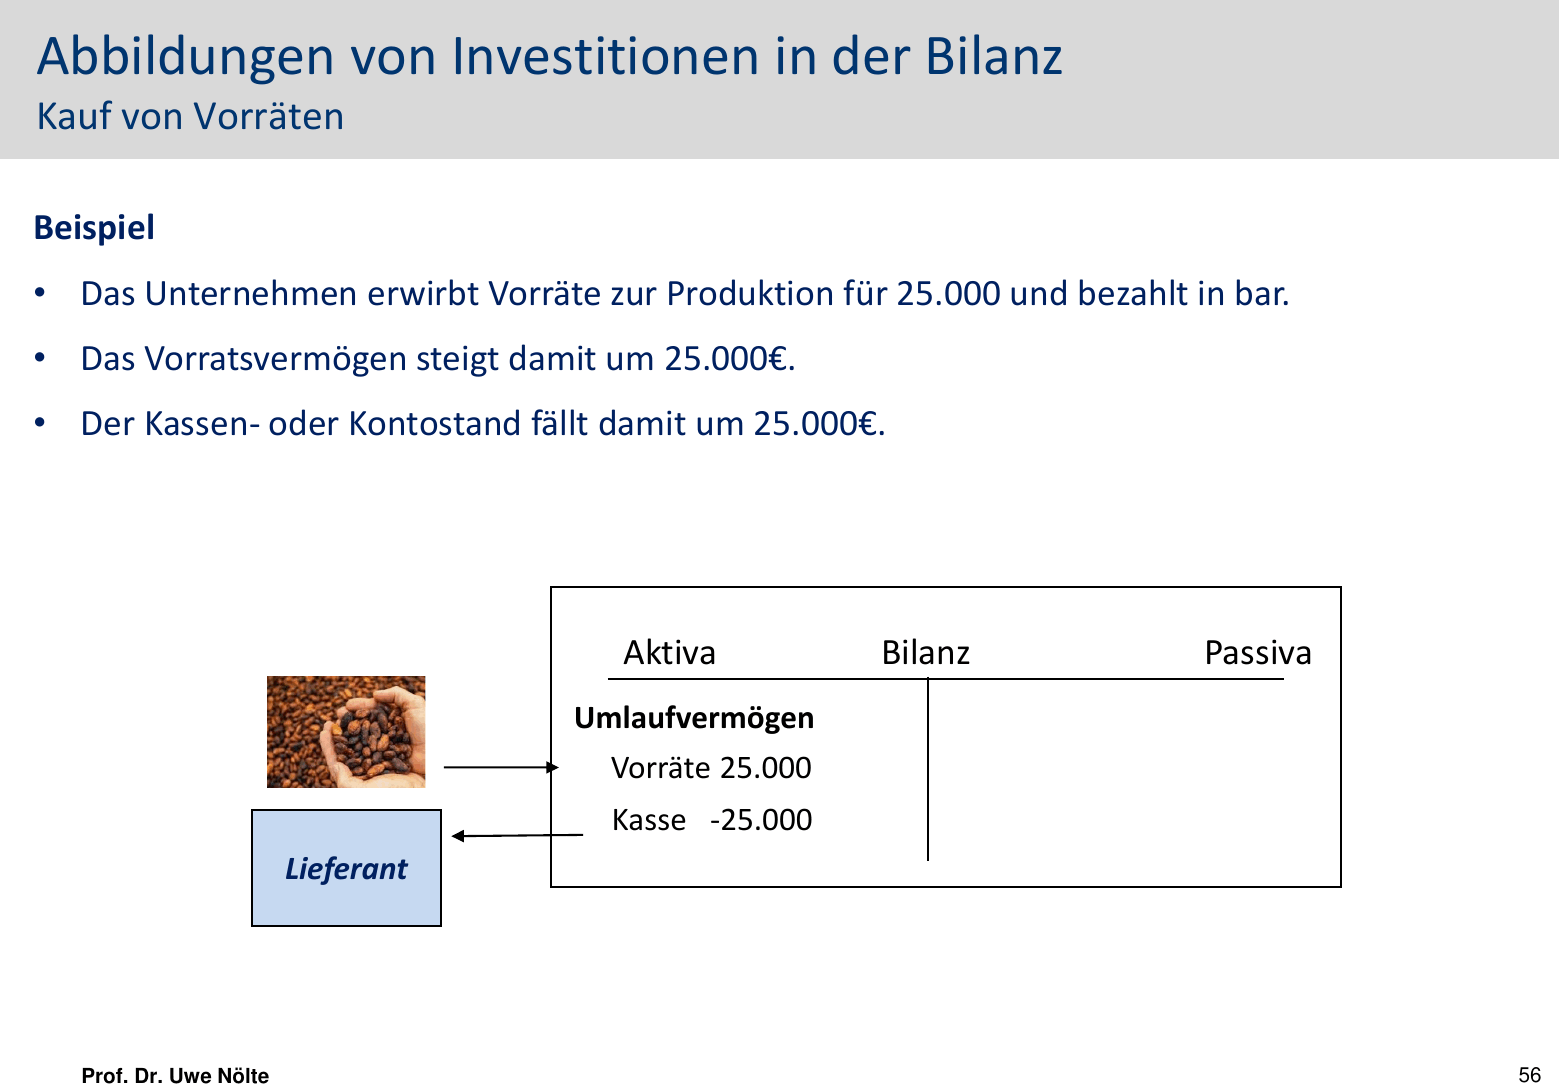 Abbildungen von Investitionen in der Bilanz
Kauf von Vorräten
Beispiel
• Das Unternehmen erwirbt Vorräte zur Produktion für 25.000 und bezahlt in bar.
• Das Vorratsvermögen steigt damit um 25.000€.
• Der Kassen- oder Kontostand fällt damit um 25.000€.
Aktiva Bilanz Passiva
Umlaufvermögen
Vorräte 25.000
Kasse -25.000
Lieferant
Prof. Dr. Uwe Nölte 56